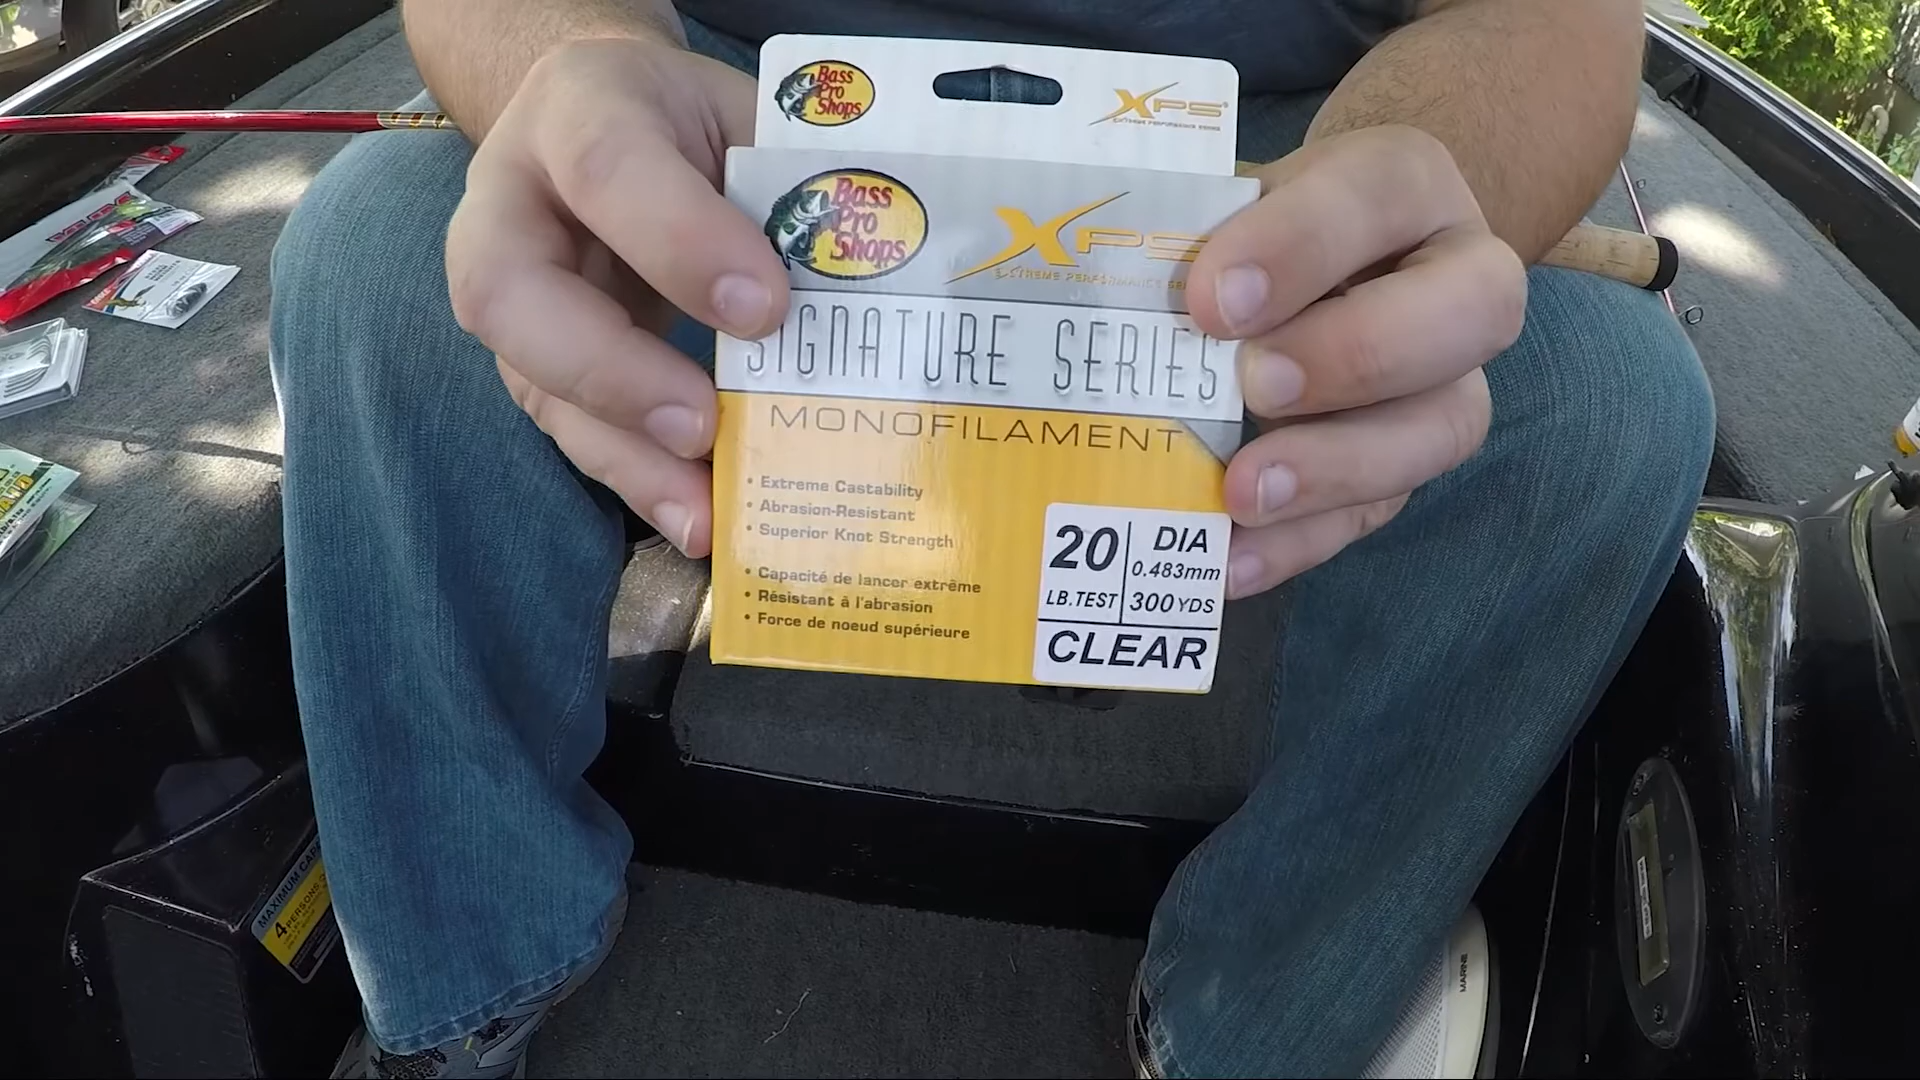 Bass
Pro
Shops
XPS
EXTREME PERFORMANCE SERIES
Bass
Pro
Shops
XPS
EXTREME PERFORMANCE
SIGNATURE SERIES
MONOFILAMENT
• Extreme Castability
• Abrasion-Resistant
• Superior Knot Strength
• Capacité de lancer extrême
• Résistant à l'abrasion
• Force de noeud supérieure
20
LB.TEST
DIA
0.483mm
300 YDS
CLEAR
MAXIMUM
4 PERSONS
MARINE